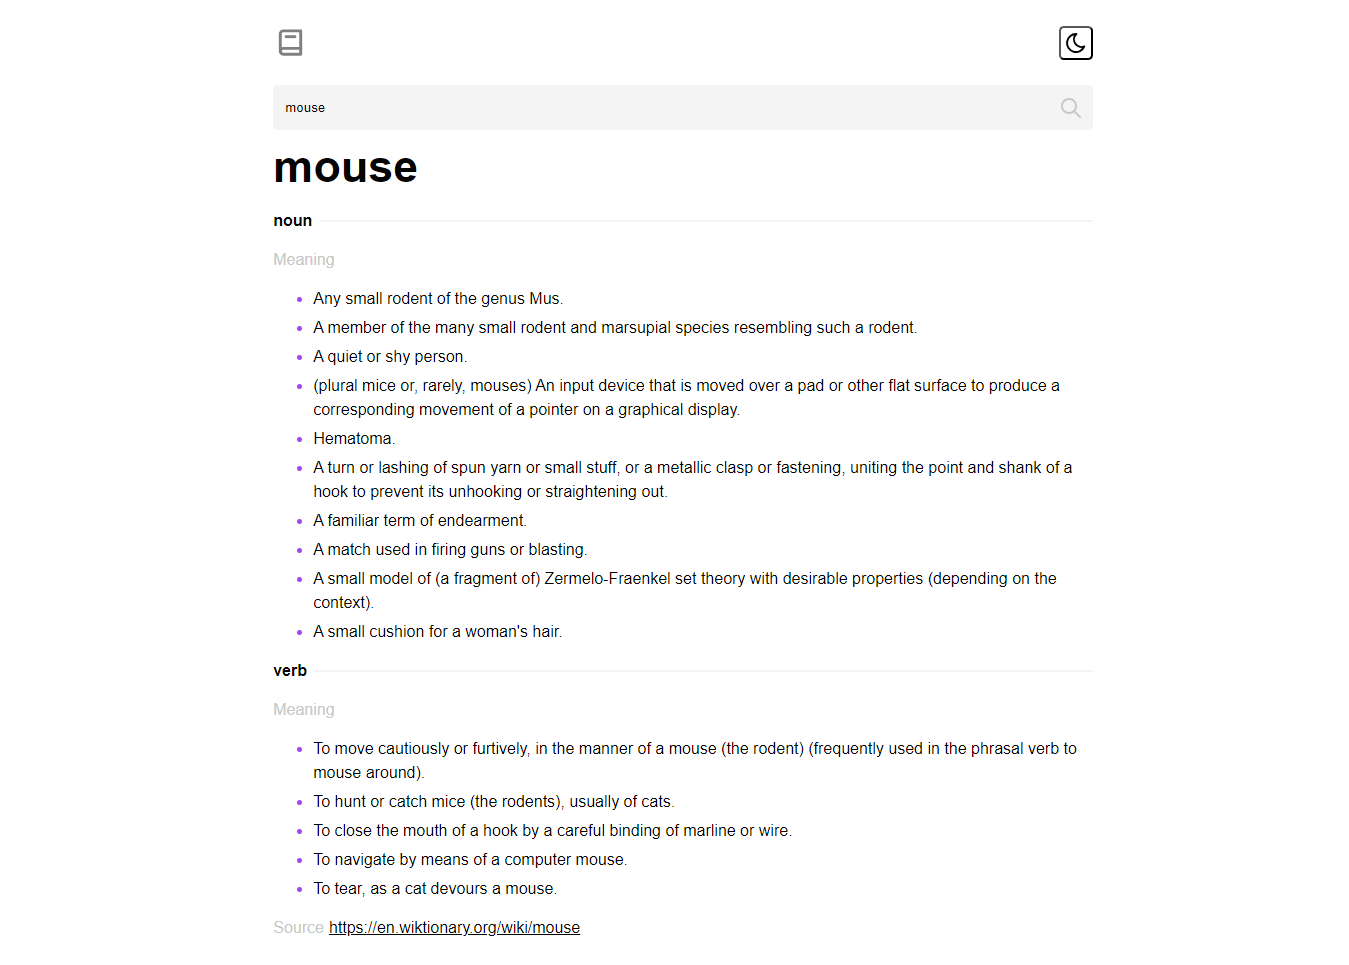 mouse
mouse
noun
Meaning
Any small rodent of the genus Mus.
A member of the many small rodent and marsupial species resembling such a rodent.
A quiet or shy person.
(plural mice or, rarely, mouses) An input device that is moved over a pad or other flat surface to produce a
corresponding movement of a pointer on a graphical display.
Hematoma.
A turn or lashing of spun yarn or small stuff, or a metallic clasp or fastening, uniting the point and shank of a
hook to prevent its unhooking or straightening out.
A familiar term of endearment.
A match used in firing guns or blasting.
A small model of (a fragment of) Zermelo-Fraenkel set theory with desirable properties (depending on the
context).
A small cushion for a woman's hair.
verb
Meaning
To move cautiously or furtively, in the manner of a mouse (the rodent) (frequently used in the phrasal verb to
mouse around).
To hunt or catch mice (the rodents), usually of cats.
To close the mouth of a hook by a careful binding of marline or wire.
To navigate by means of a computer mouse.
To tear, as a cat devours a mouse.
Source https://en.wiktionary.org/wiki/mouse